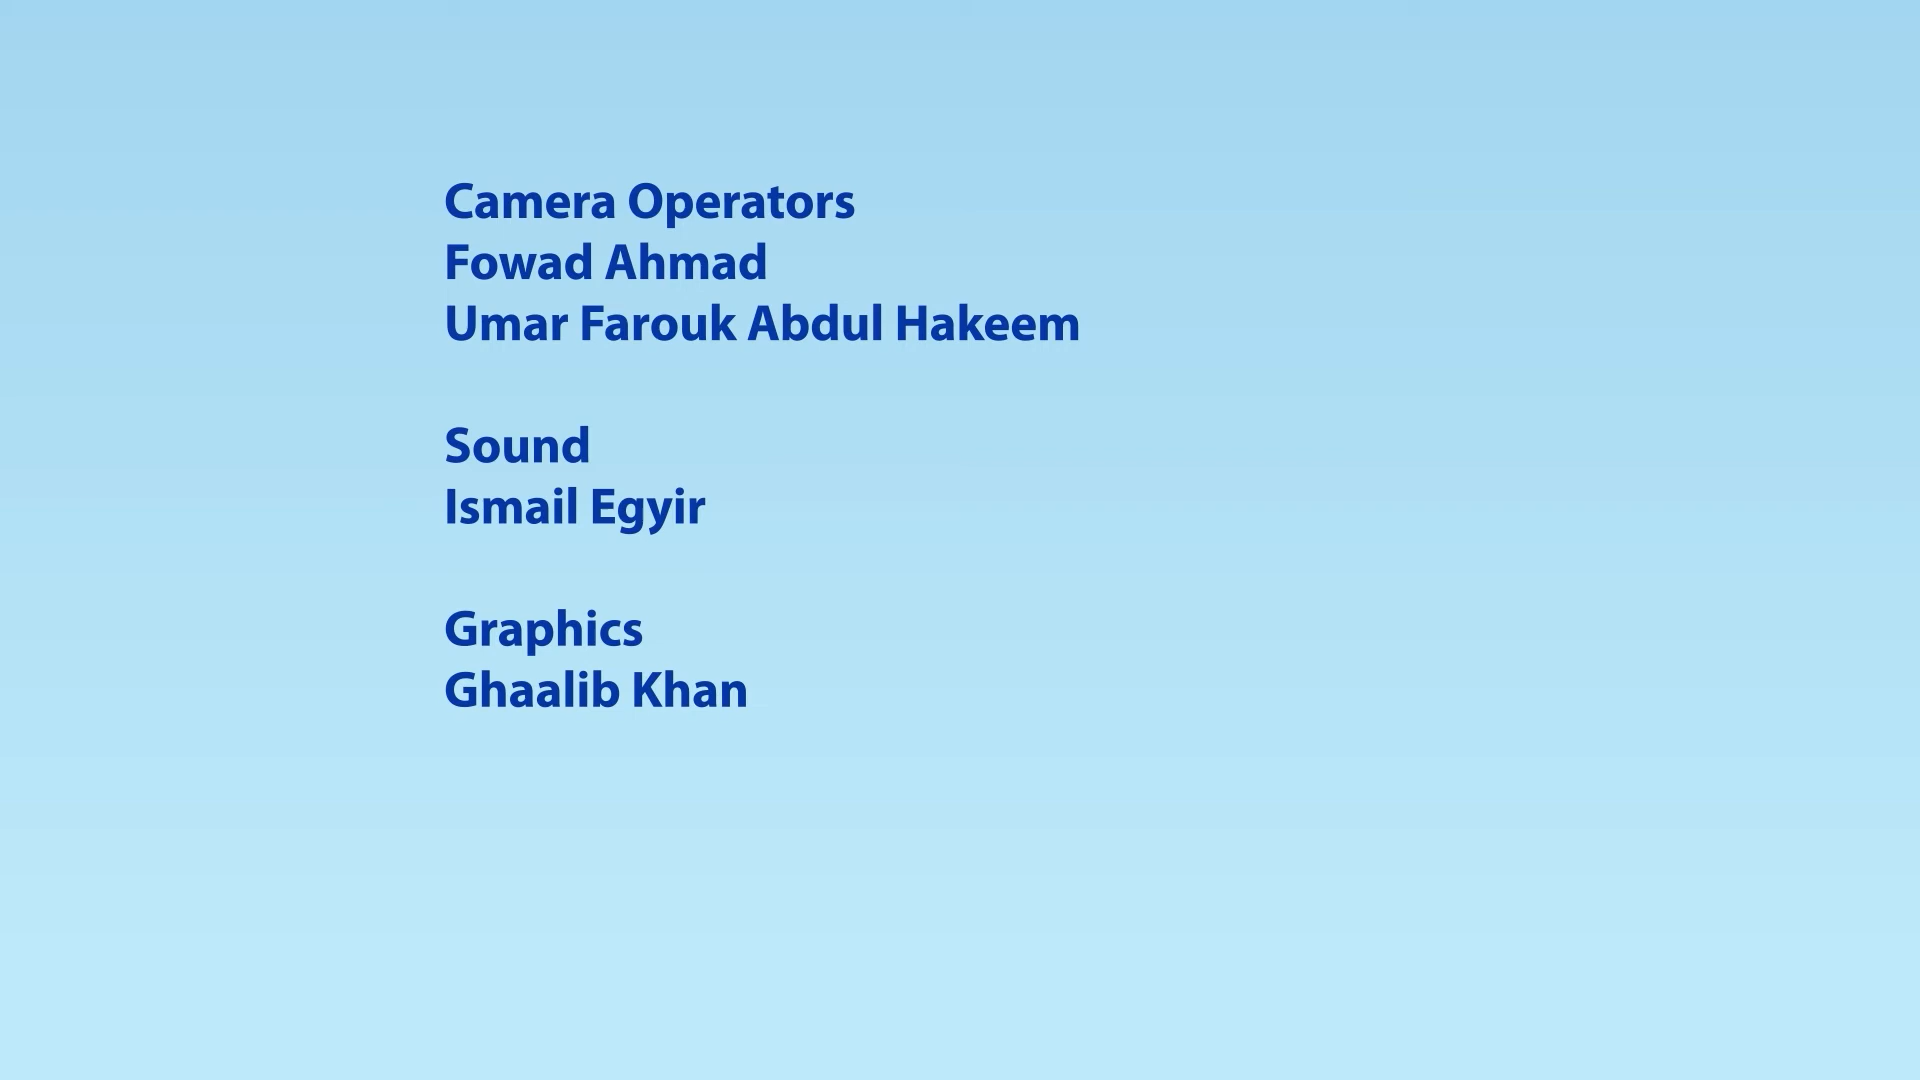 Camera Operators
Fowad Ahmad
Umar Farouk Abdul Hakeem
Sound
Ismail Egyir
Graphics
Ghaalib Khan